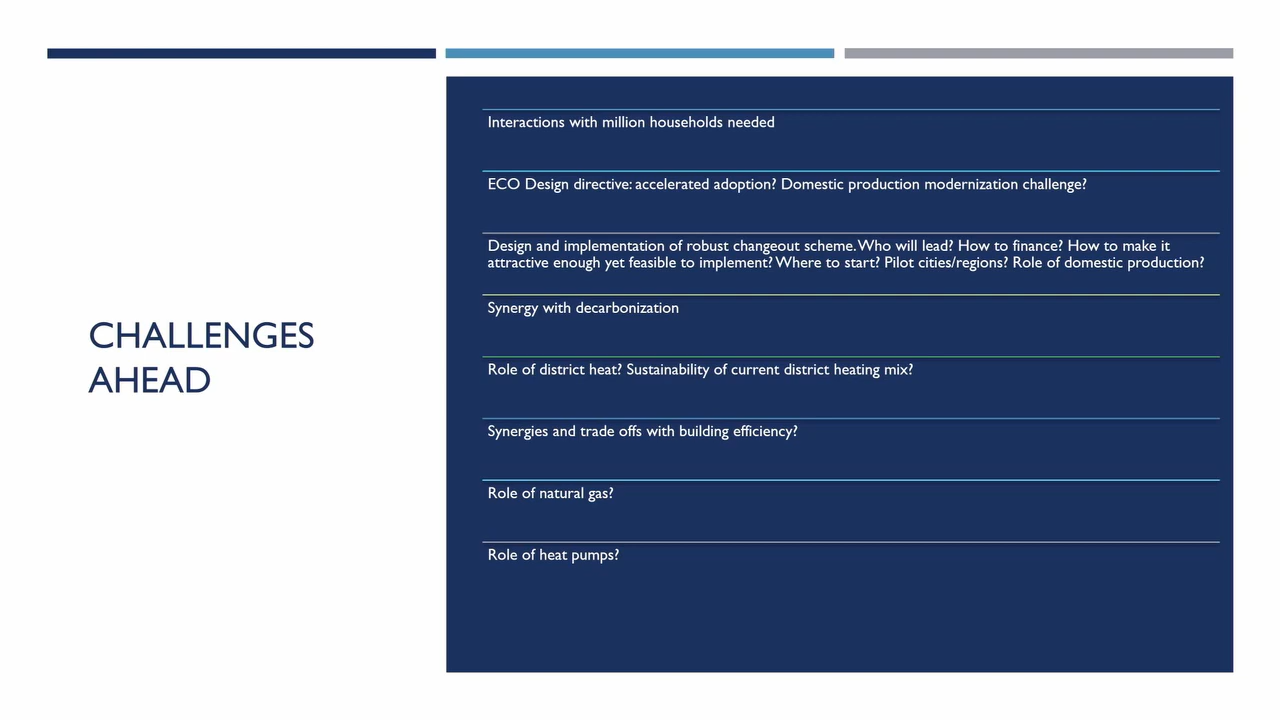 CHALLENGES
AHEAD
Interactions with million households needed
ECO Design directive: accelerated adoption? Domestic production modernization challenge?
Design and implementation of robust changeout scheme. Who will lead? How to finance? How to make it
attractive enough yet feasible to implement? Where to start? Pilot cities/regions? Role of domestic production?
Synergy with decarbonization
Role of district heat? Sustainability of current district heating mix?
Synergies and trade offs with building efficiency?
Role of natural gas?
Role of heat pumps?